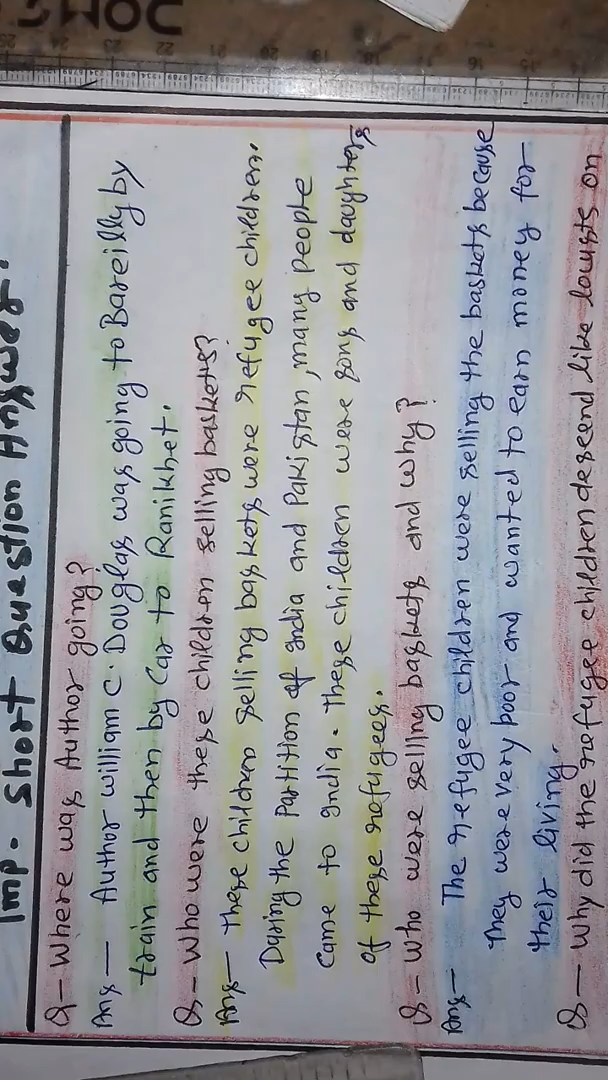 DOMS
Imp. Short Question Answer.
Q - Where was Author going?
Ans - Author william C. Douglas was going to Bareilly by
train and then by Car to Ranikhet.
Q - Who were these children selling baskets?
Ans - These children selling baskets were refugee children.
During the Partition of India and Pakistan, many people
Came to India. These children were sons and daughters
of these refugees.
Q - Who were selling baskets and why?
Ans - The refugee children were selling the baskets because
They were very poor and wanted to earn money for
their living.
Q - Why did the refugee children descend like locusts on